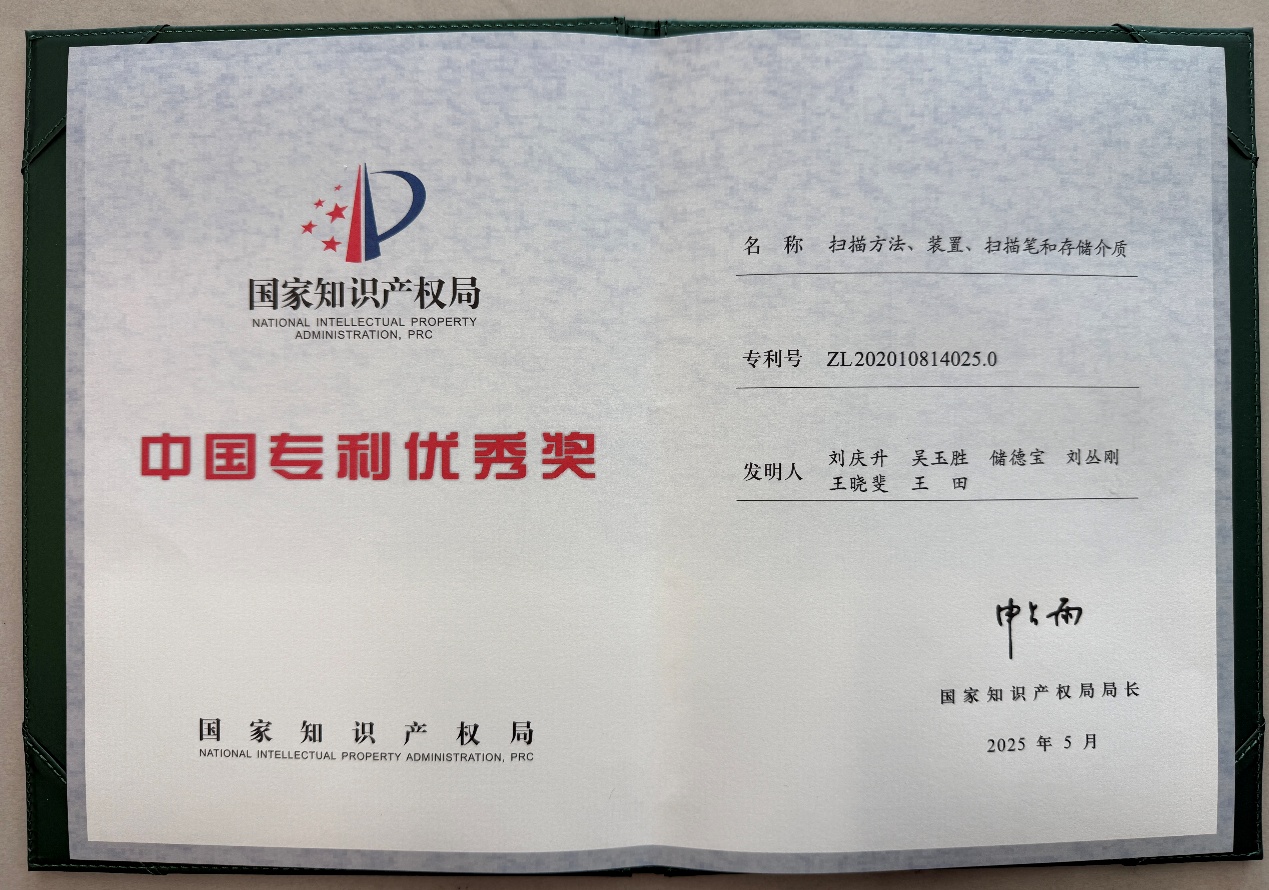 国家知识产权局
NATIONAL INTELLECTUAL PROPERTY
ADMINISTRATION, PRC
中国专利优秀奖
国家知识产权局
NATIONAL INTELLECTUAL PROPERTY ADMINISTRATION, PRC
名 称 扫描方法、装置、扫描笔和存储介质
专利号 ZL202010814025.0
发明人 刘庆升 吴玉胜 储德宝 刘丛刚
王晓斐 王 田
申长雨
国家知识产权局局长
2025 年 5 月